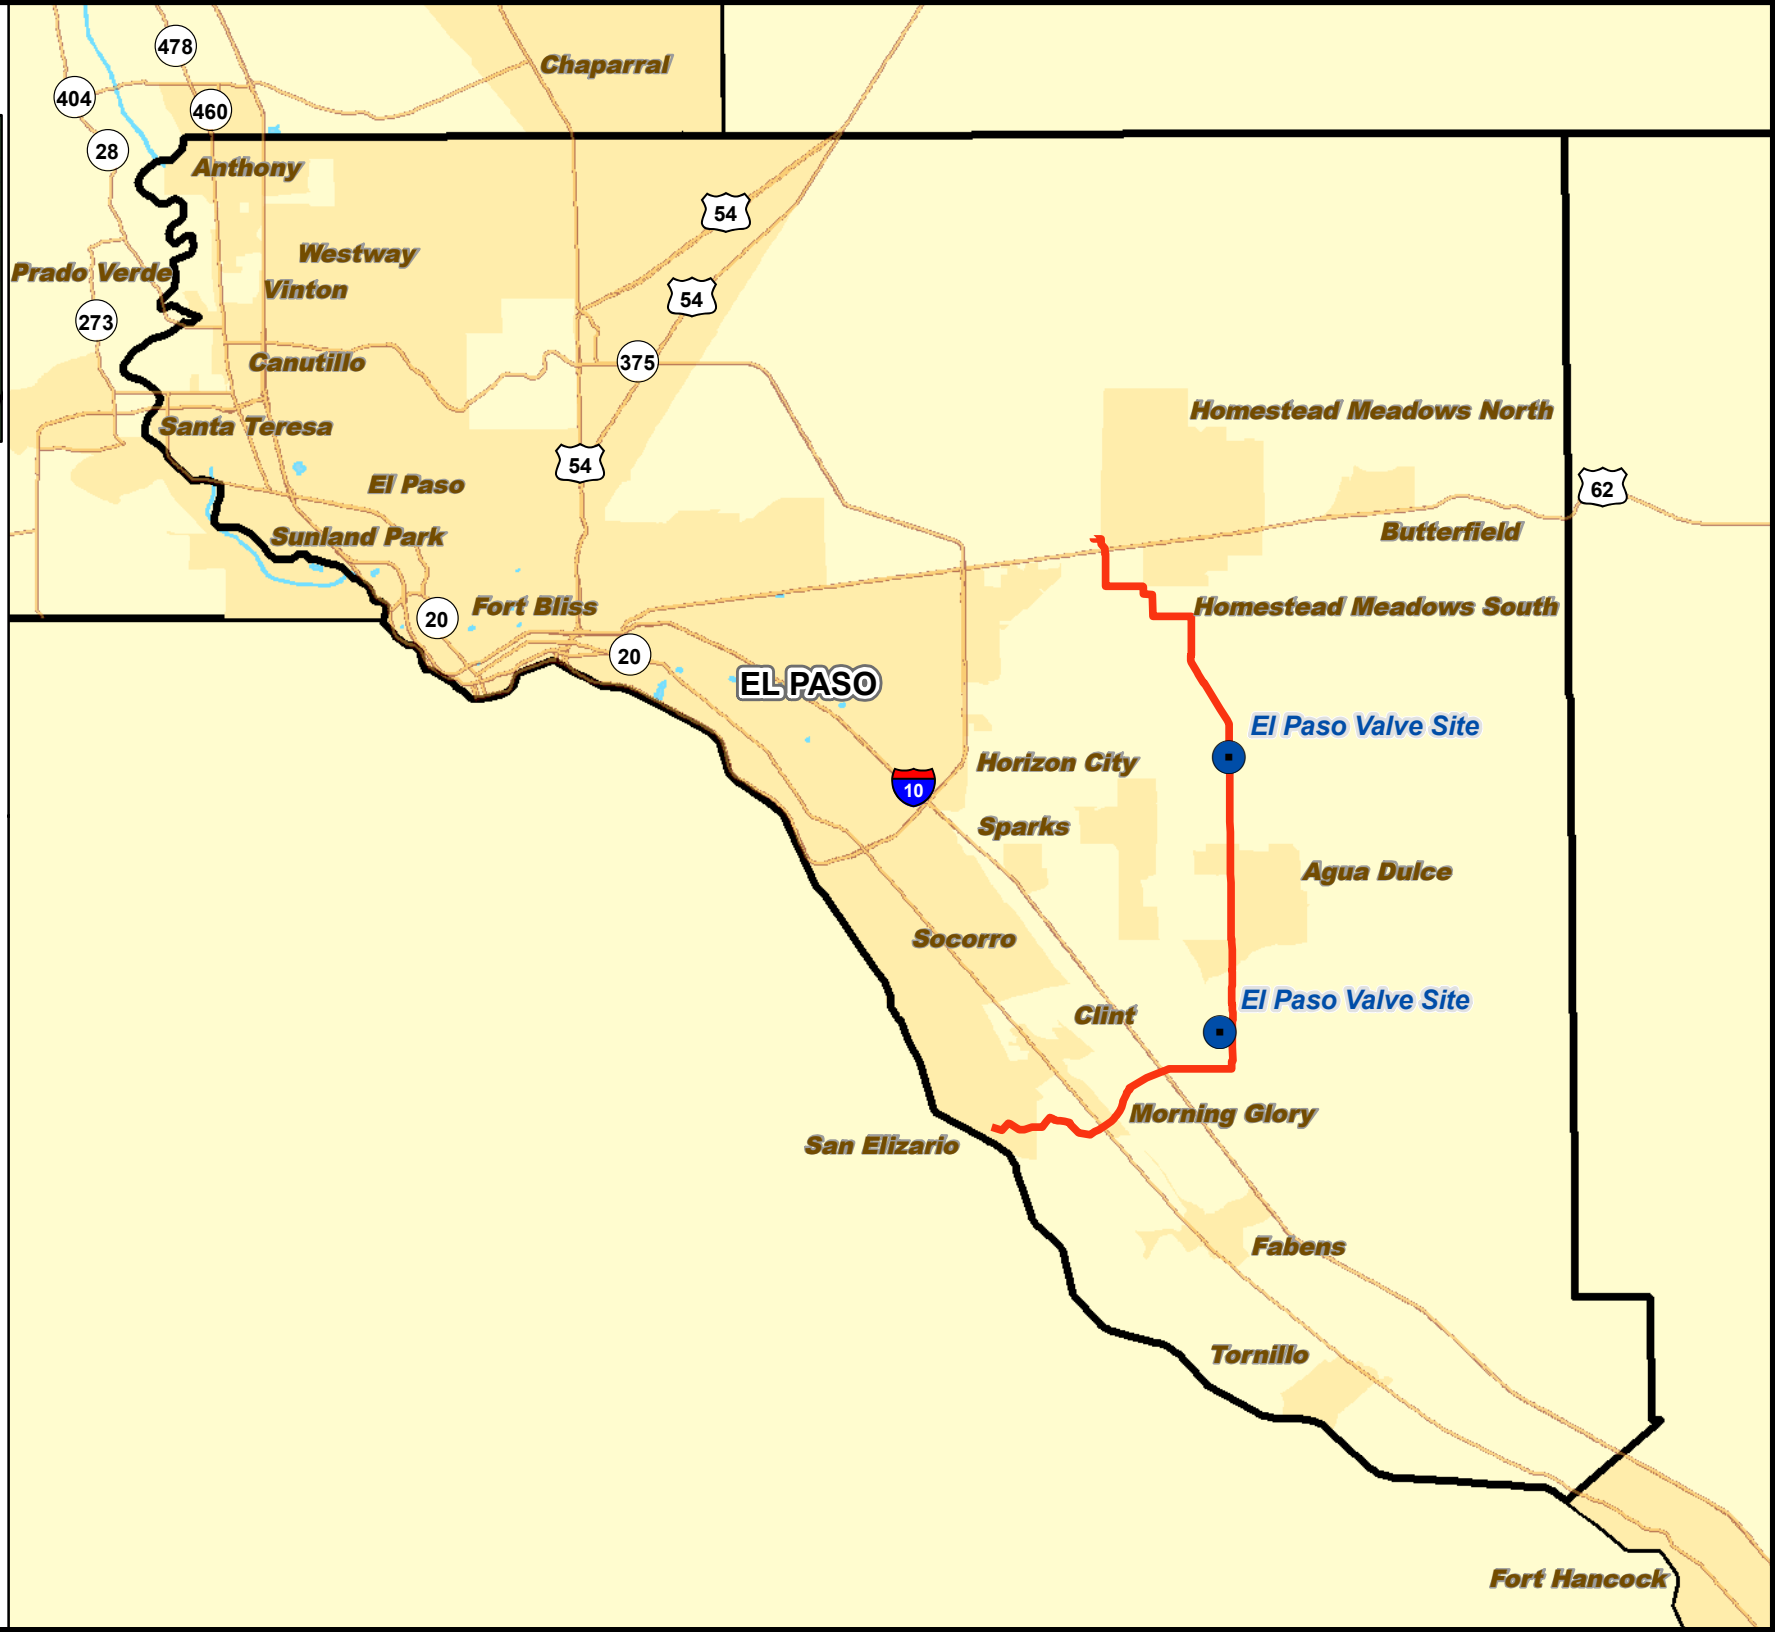 478
Chaparral
404
460
28
Anthony
54
Westway
Prado Verde
Vinton
54
273
375
Canutillo
Homestead Meadows North
Santa Teresa
54
El Paso
62
Butterfield
Sunland Park
Fort Bliss
Homestead Meadows South
20
20
EL PASO
El Paso Valve Site
Horizon City
10
Sparks
Agua Dulce
Socorro
El Paso Valve Site
Clint
Morning Glory
San Elizario
Fabens
Tornillo
Fort Hancock